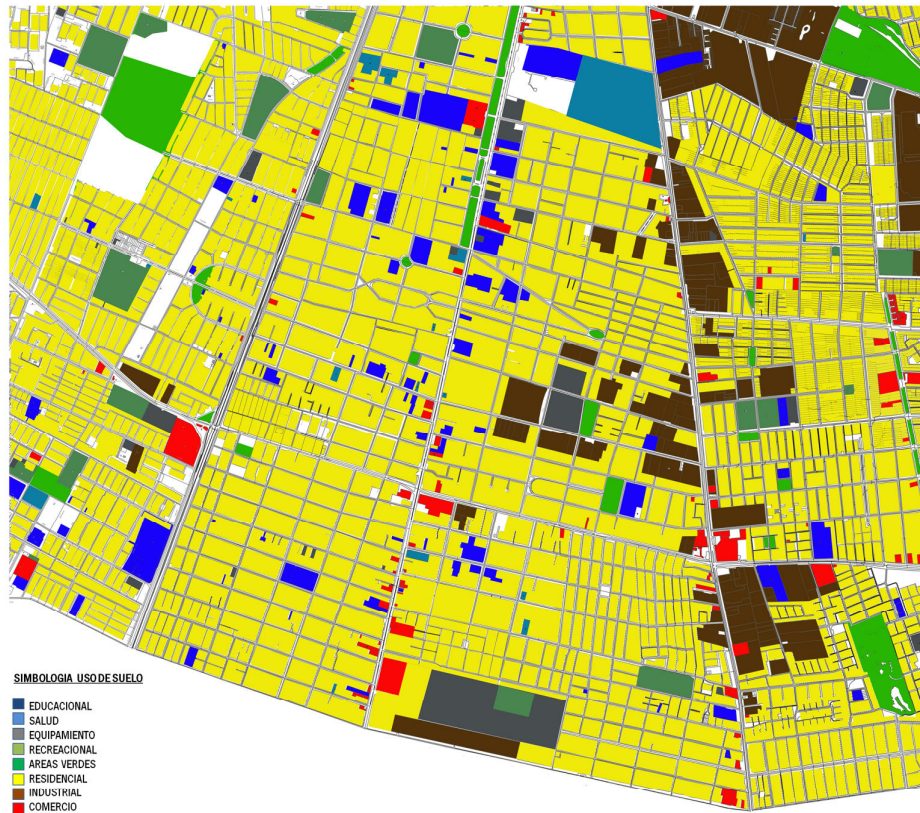 SIMBOLOGIA USO DE SUELO
EDUCACIONAL
SALUD
EQUIPAMIENTO
RECREACIONAL
AREAS VERDES
RESIDENCIAL
INDUSTRIAL
COMERCIO